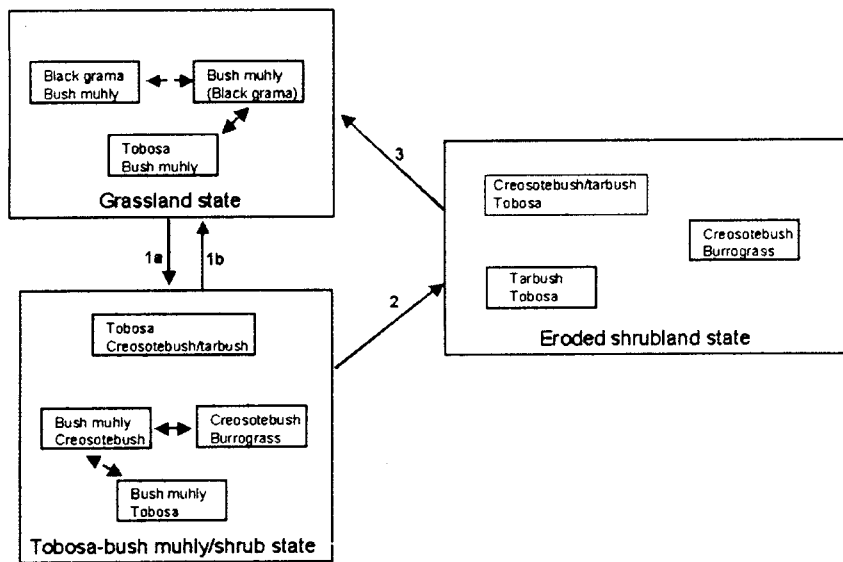 Black grama
Bush muhly
Bush muhly
(Black grama)
Tobosa
Bush muhly
Grassland state
1a
1b
3
2
Creosotebush/tarbush
Tobosa
Creosotebush
Burrograss
Tarbush
Tobosa
Eroded shrubland state
Tobosa
Creosotebush/tarbush
Bush muhly
Creosotebush
Creosotebush
Burrograss
Bush muhly
Tobosa
Tobosa-bush muhly/shrub state